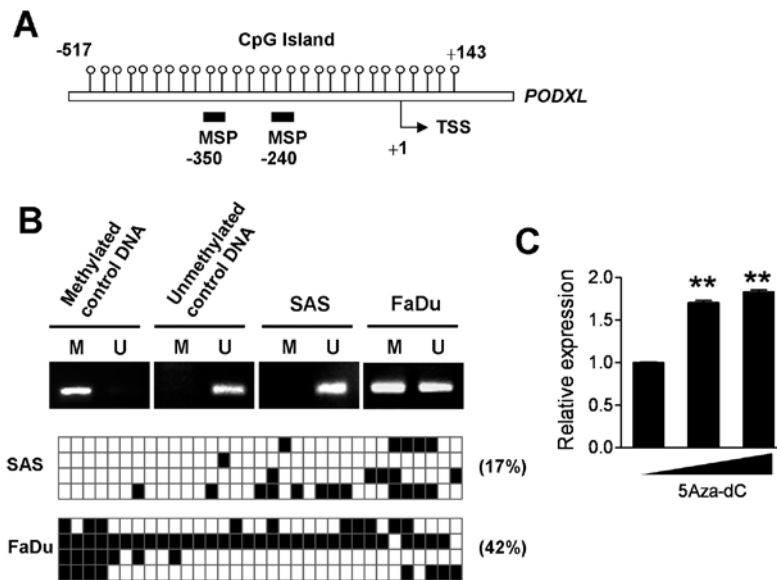 A
CpG Island
-517
+143
PODXL
MSP
MSP
TSS
-350
-240
+1
B
Methylated
control DNA
Unmethylated
control DNA
SAS
FaDu
M U M U M U M U
SAS
(17%)
FaDu
(42%)
C
Relative expression
2.0
1.5
1.0
0.5
0.0
**
**
5Aza-dC